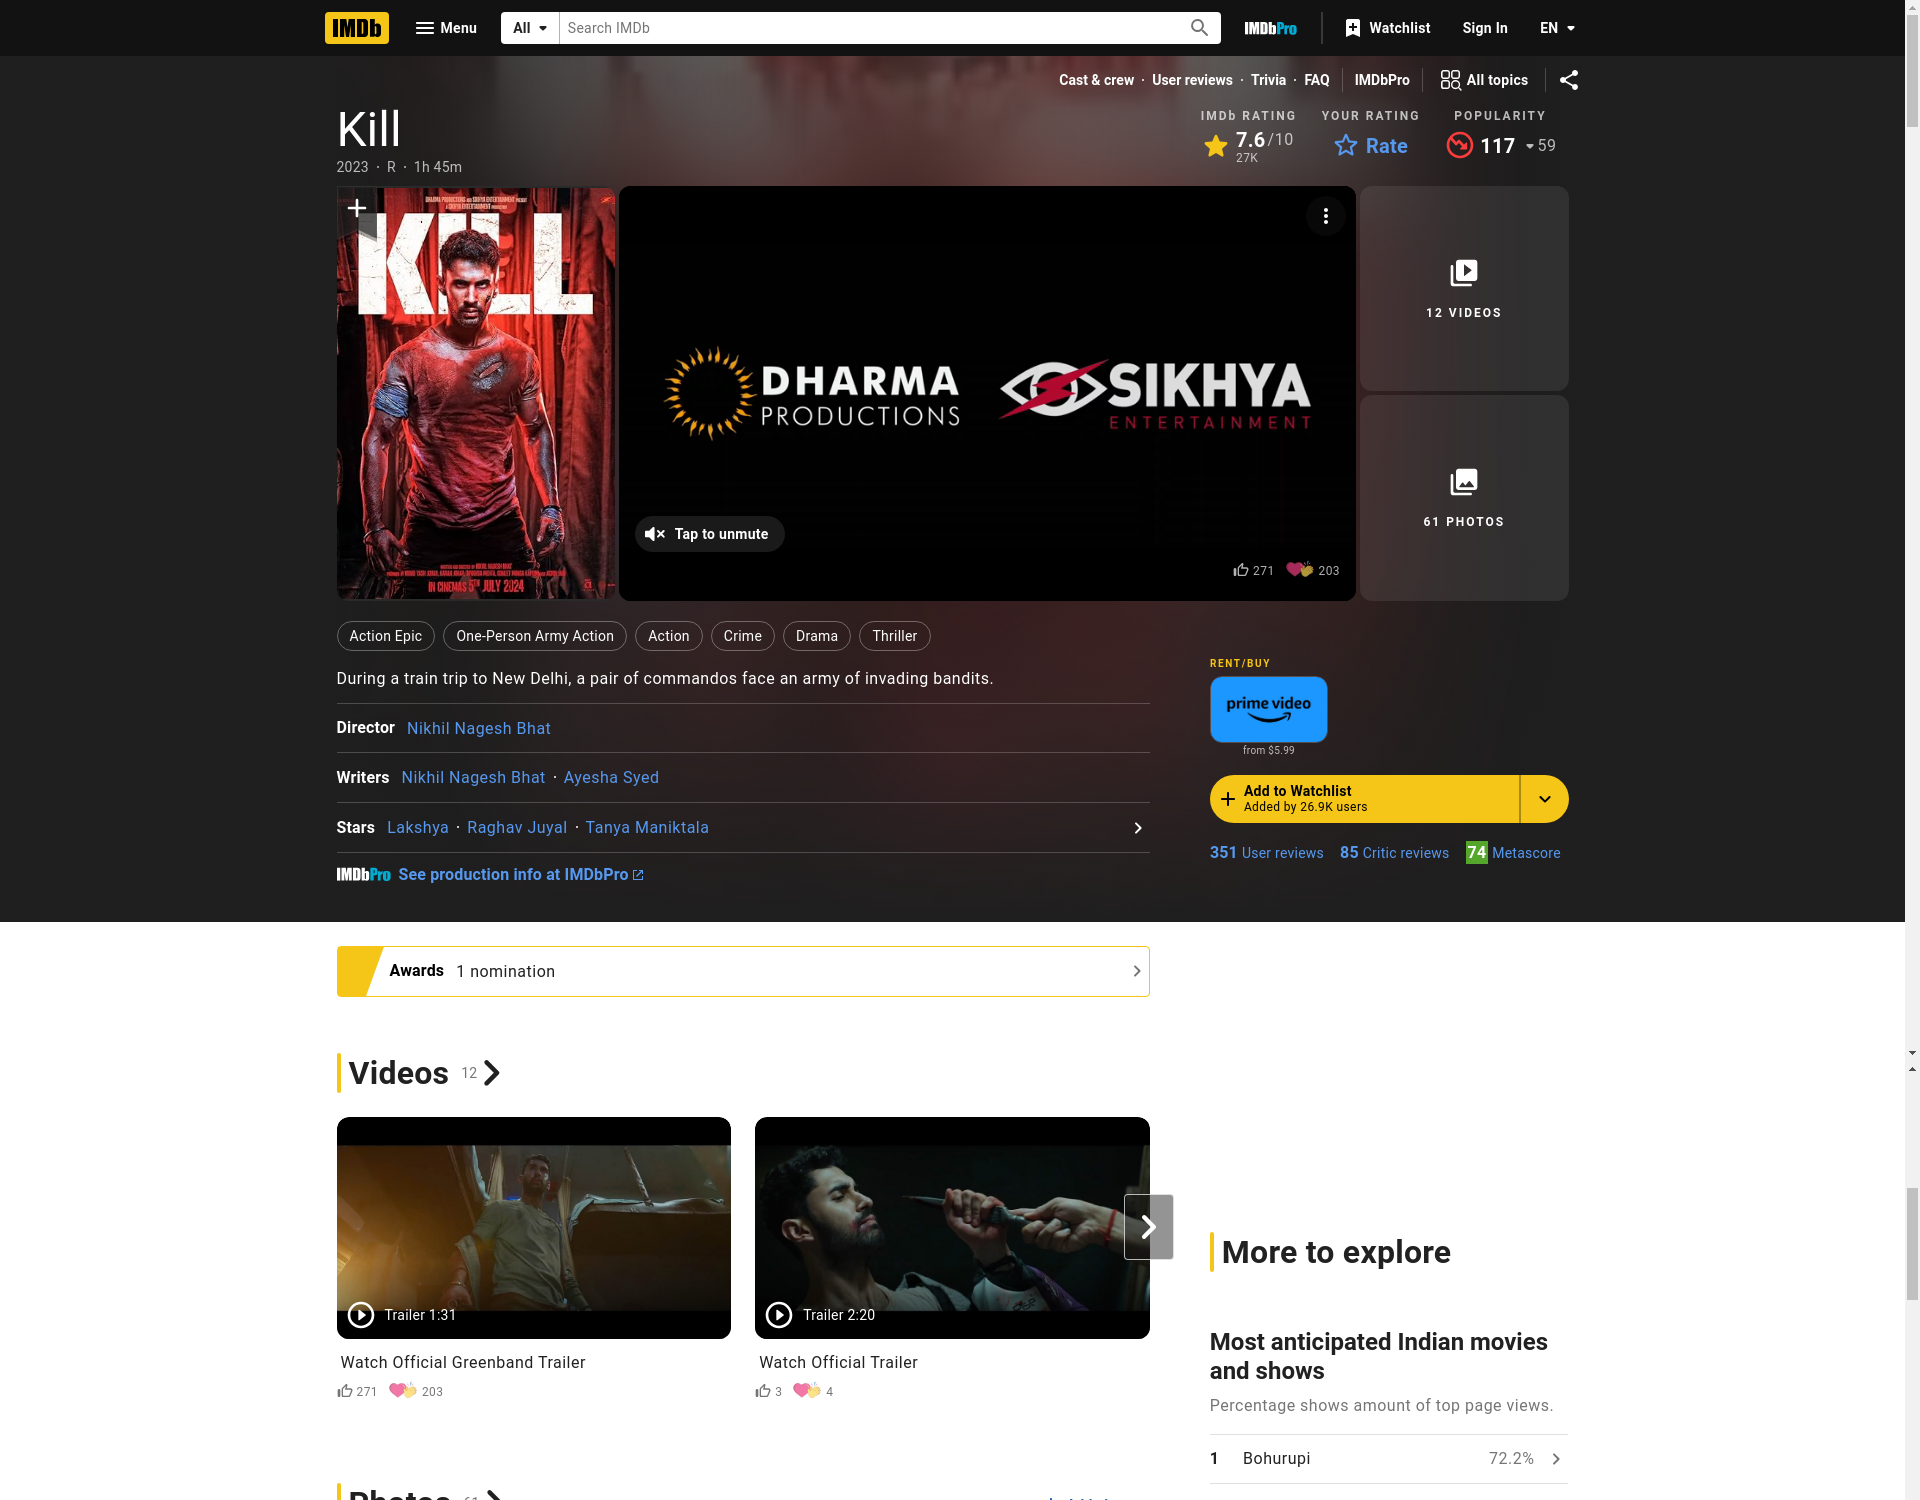 IMDb
Menu
All
Search IMDb
IMDbPro
Watchlist
Sign In
EN
Cast & crew · User reviews · Trivia · FAQ
IMDbPro
All topics
Kill
2023 · R · 1h 45m
IMDb RATING
7.6/10
27K
YOUR RATING
Rate
POPULARITY
117
59
DHARMA PRODUCTIONS AND SIKHYA ENTERTAINMENT PRESENT
KILL
IN CINEMAS 5TH JULY 2024
DHARMA
PRODUCTIONS
SIKHYA
ENTERTAINMENT
Tap to unmute
271
203
12 VIDEOS
61 PHOTOS
Action Epic
One-Person Army Action
Action
Crime
Drama
Thriller
During a train trip to New Delhi, a pair of commandos face an army of invading bandits.
Director Nikhil Nagesh Bhat
Writers Nikhil Nagesh Bhat · Ayesha Syed
Stars Lakshya · Raghav Juyal · Tanya Maniktala
IMDbPro See production info at IMDbPro
RENT/BUY
prime video
from $5.99
Add to Watchlist
Added by 26.9K users
351 User reviews
85 Critic reviews
74 Metascore
Awards 1 nomination
Videos 12
Trailer 1:31
Watch Official Greenband Trailer
271
203
Trailer 2:20
Watch Official Trailer
3
4
More to explore
Most anticipated Indian movies
and shows
Percentage shows amount of top page views.
1 Bohurupi 72.2%
Photos 61